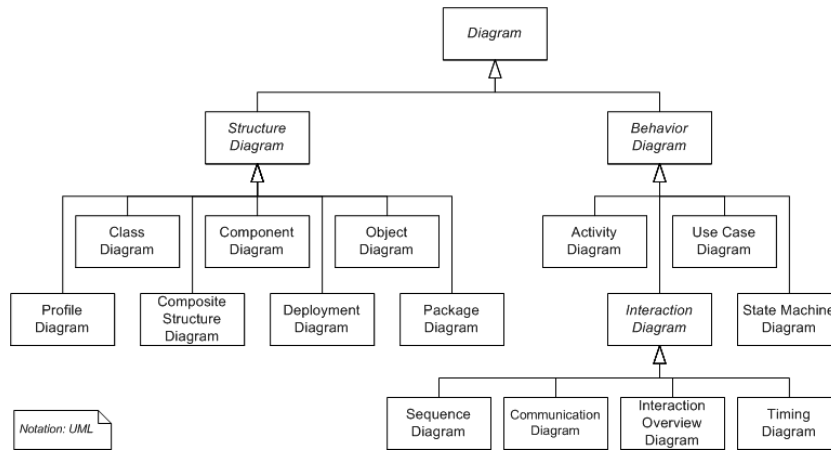 Diagram
Structure
Diagram
Behavior
Diagram
Class
Diagram
Component
Diagram
Object
Diagram
Activity
Diagram
Use Case
Diagram
Profile
Diagram
Composite
Structure
Diagram
Deployment
Diagram
Package
Diagram
Interaction
Diagram
State Machine
Diagram
Sequence
Diagram
Communication
Diagram
Interaction
Overview
Diagram
Timing
Diagram
Notation: UML